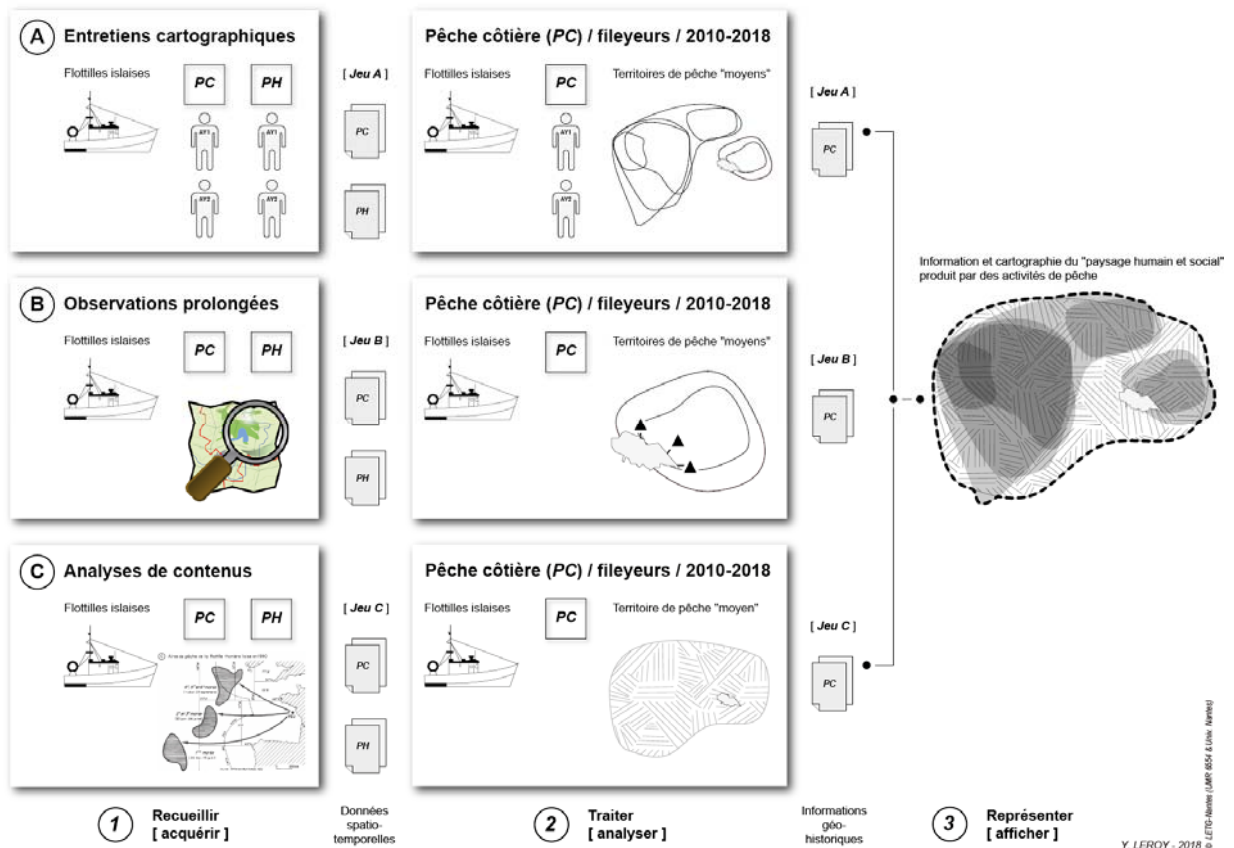 A Entretiens cartographiques
Flottilles islaises
PC
PH
AY1
AY1
AY2
AY2
[ Jeu A ]
PC
PH
Pêche côtière (PC) / fileyeurs / 2010-2018
Flottilles islaises
PC
Territoires de pêche "moyens"
AY1
AY2
[ Jeu A ]
PC
B Observations prolongées
Flottilles islaises
PC
PH
[ Jeu B ]
PC
PH
Pêche côtière (PC) / fileyeurs / 2010-2018
Flottilles islaises
PC
Territoires de pêche "moyens"
[ Jeu B ]
PC
Information et cartographie du "paysage humain et social"
produit par des activités de pêche
C Analyses de contenus
Flottilles islaises
PC
PH
[ Jeu C ]
PC
PH
Pêche côtière (PC) / fileyeurs / 2010-2018
Flottilles islaises
PC
Territoire de pêche "moyen"
[ Jeu C ]
PC
1 Recueillir
[ acquérir ]
Données
spatio-
temporelles
2 Traiter
[ analyser ]
Informations
géo-
historiques
3 Représenter
[ afficher ]
Y. LEROY - 2018
© LETG-Nantes (UMR 6554 & Univ. Nantes)